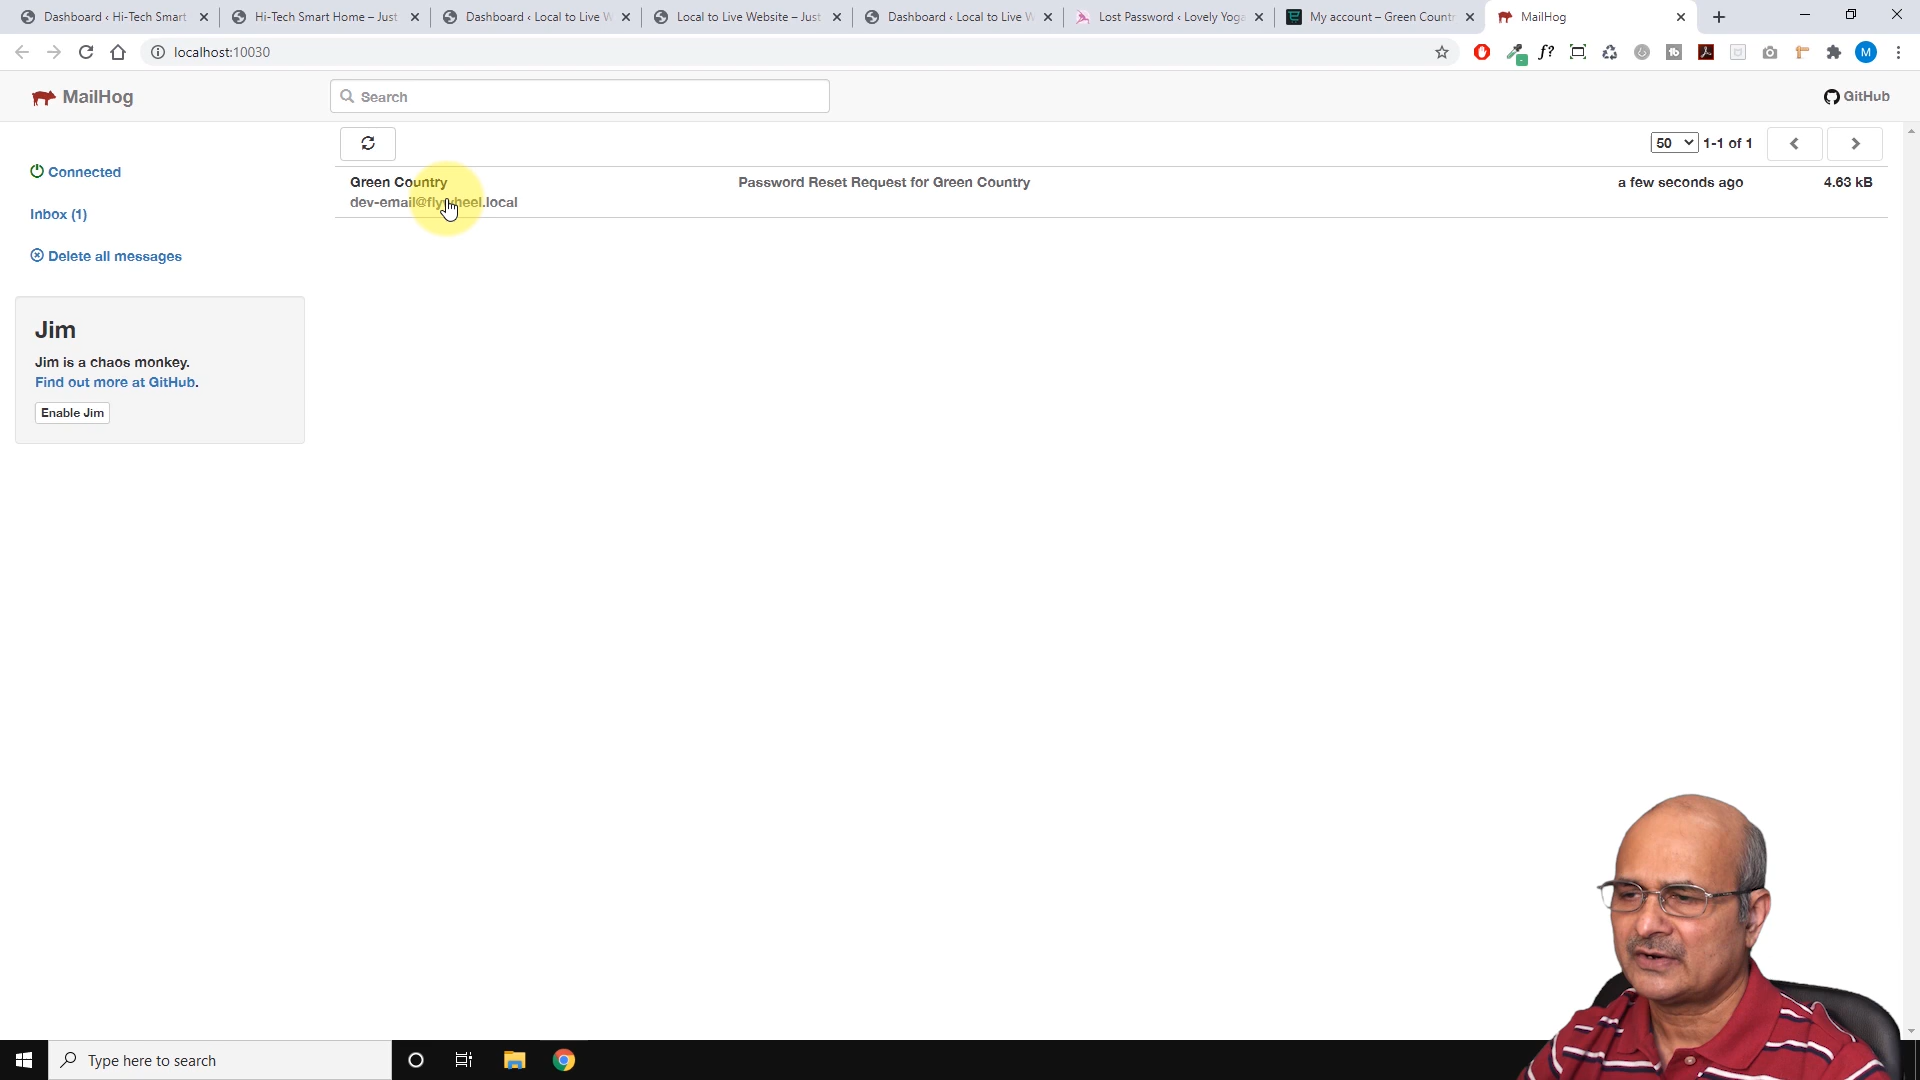 Dashboard ‹ Hi-Tech Smart
Hi-Tech Smart Home – Just
Dashboard ‹ Local to Live W
Local to Live Website – Just
Dashboard ‹ Local to Live W
Lost Password ‹ Lovely Yoga
My account – Green Countr
MailHog
localhost:10030
f?
M
MailHog
Search
GitHub
50
1-1 of 1
Connected
Green Country
Password Reset Request for Green Country
a few seconds ago
4.63 kB
dev-email@flywheel.local
Inbox (1)
Delete all messages
Jim
Jim is a chaos monkey.
Find out more at GitHub.
Enable Jim
Type here to search